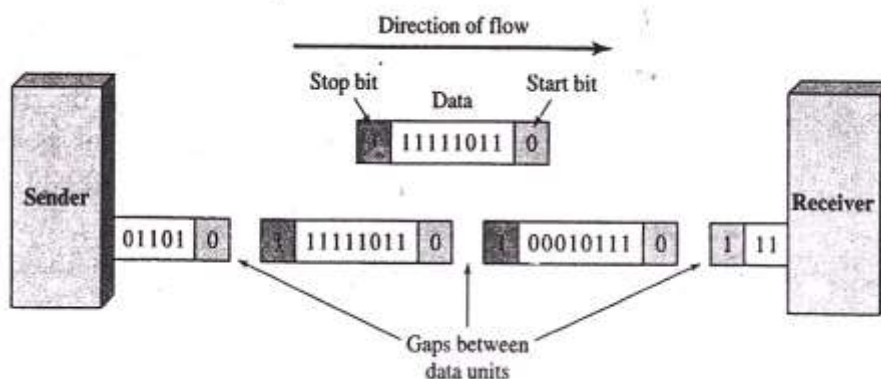 Direction of flow
Stop bit Data Start bit
1 11111011 0
Sender
Receiver
01101 0 1 11111011 0 1 00010111 0 1 11
Gaps between
data units